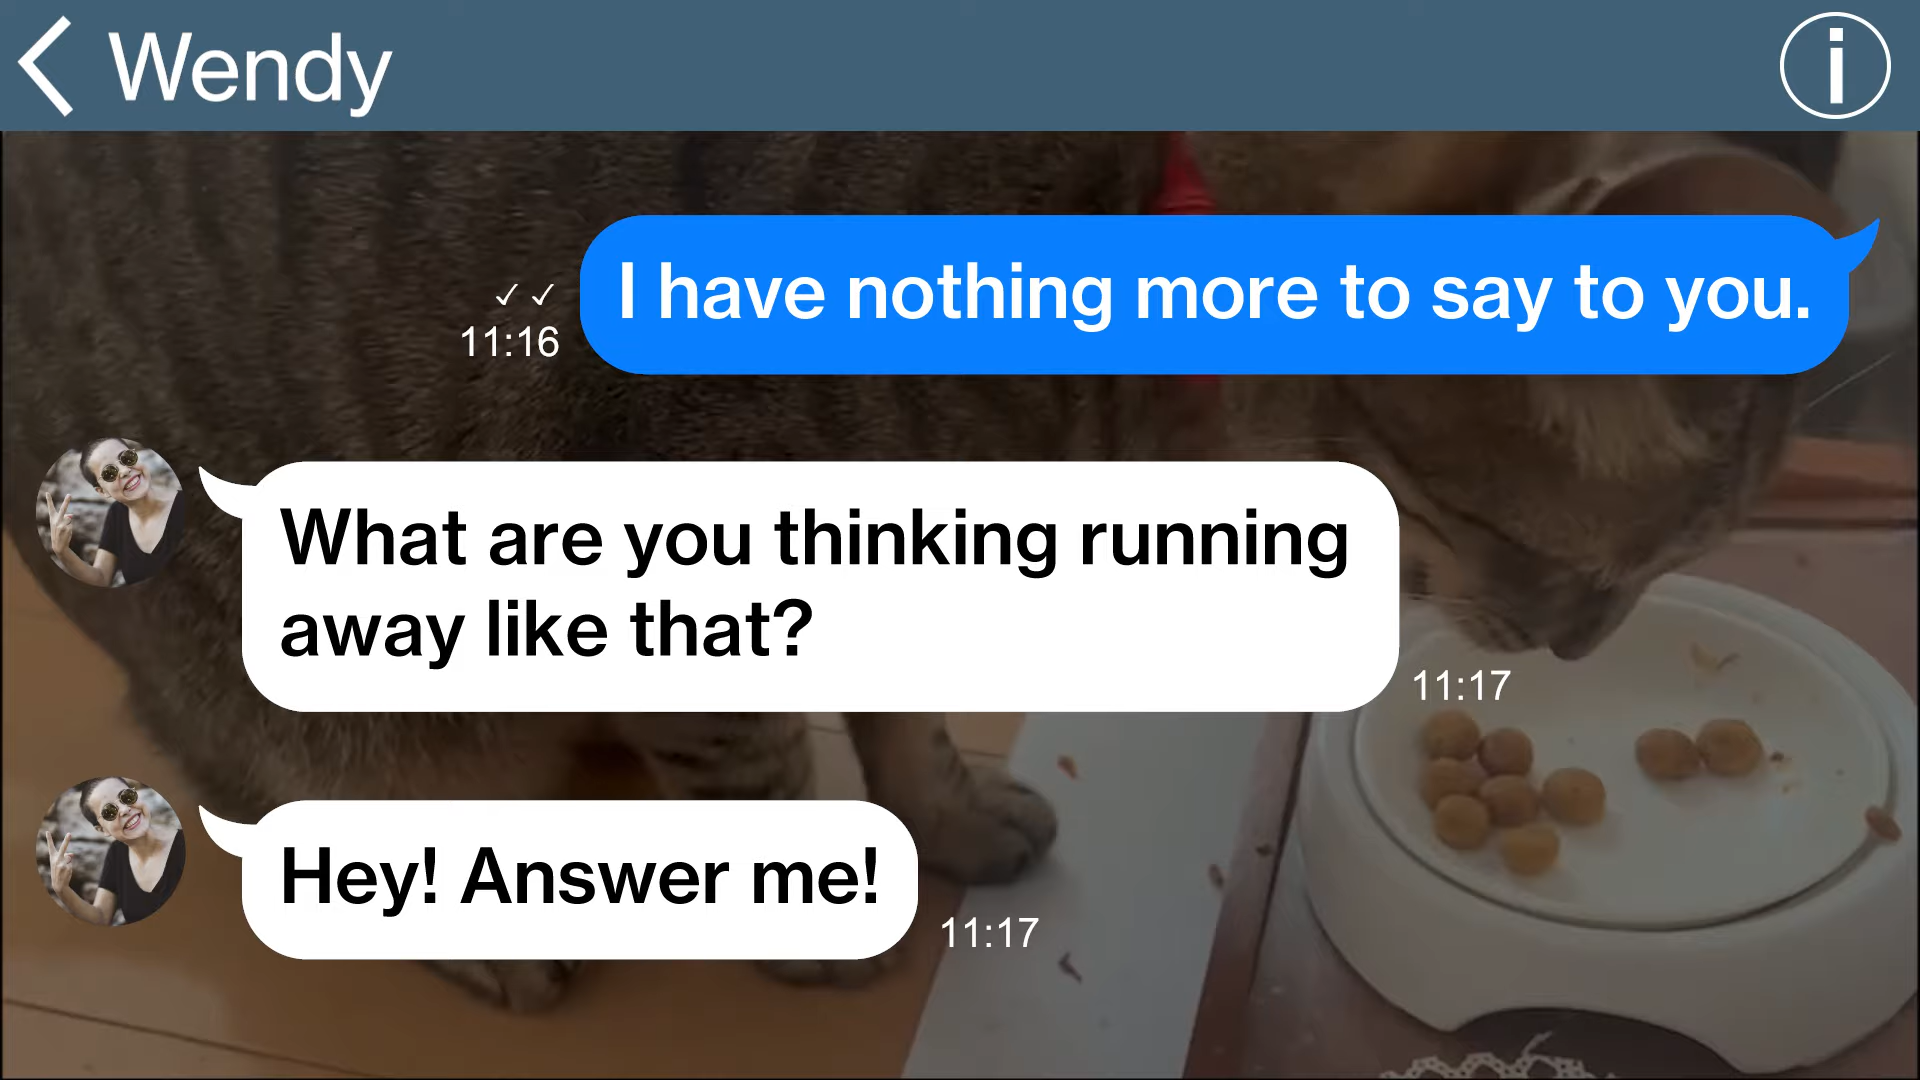 Wendy
I have nothing more to say to you.
✓ ✓
11:16
What are you thinking running
away like that?
11:17
Hey! Answer me!
11:17